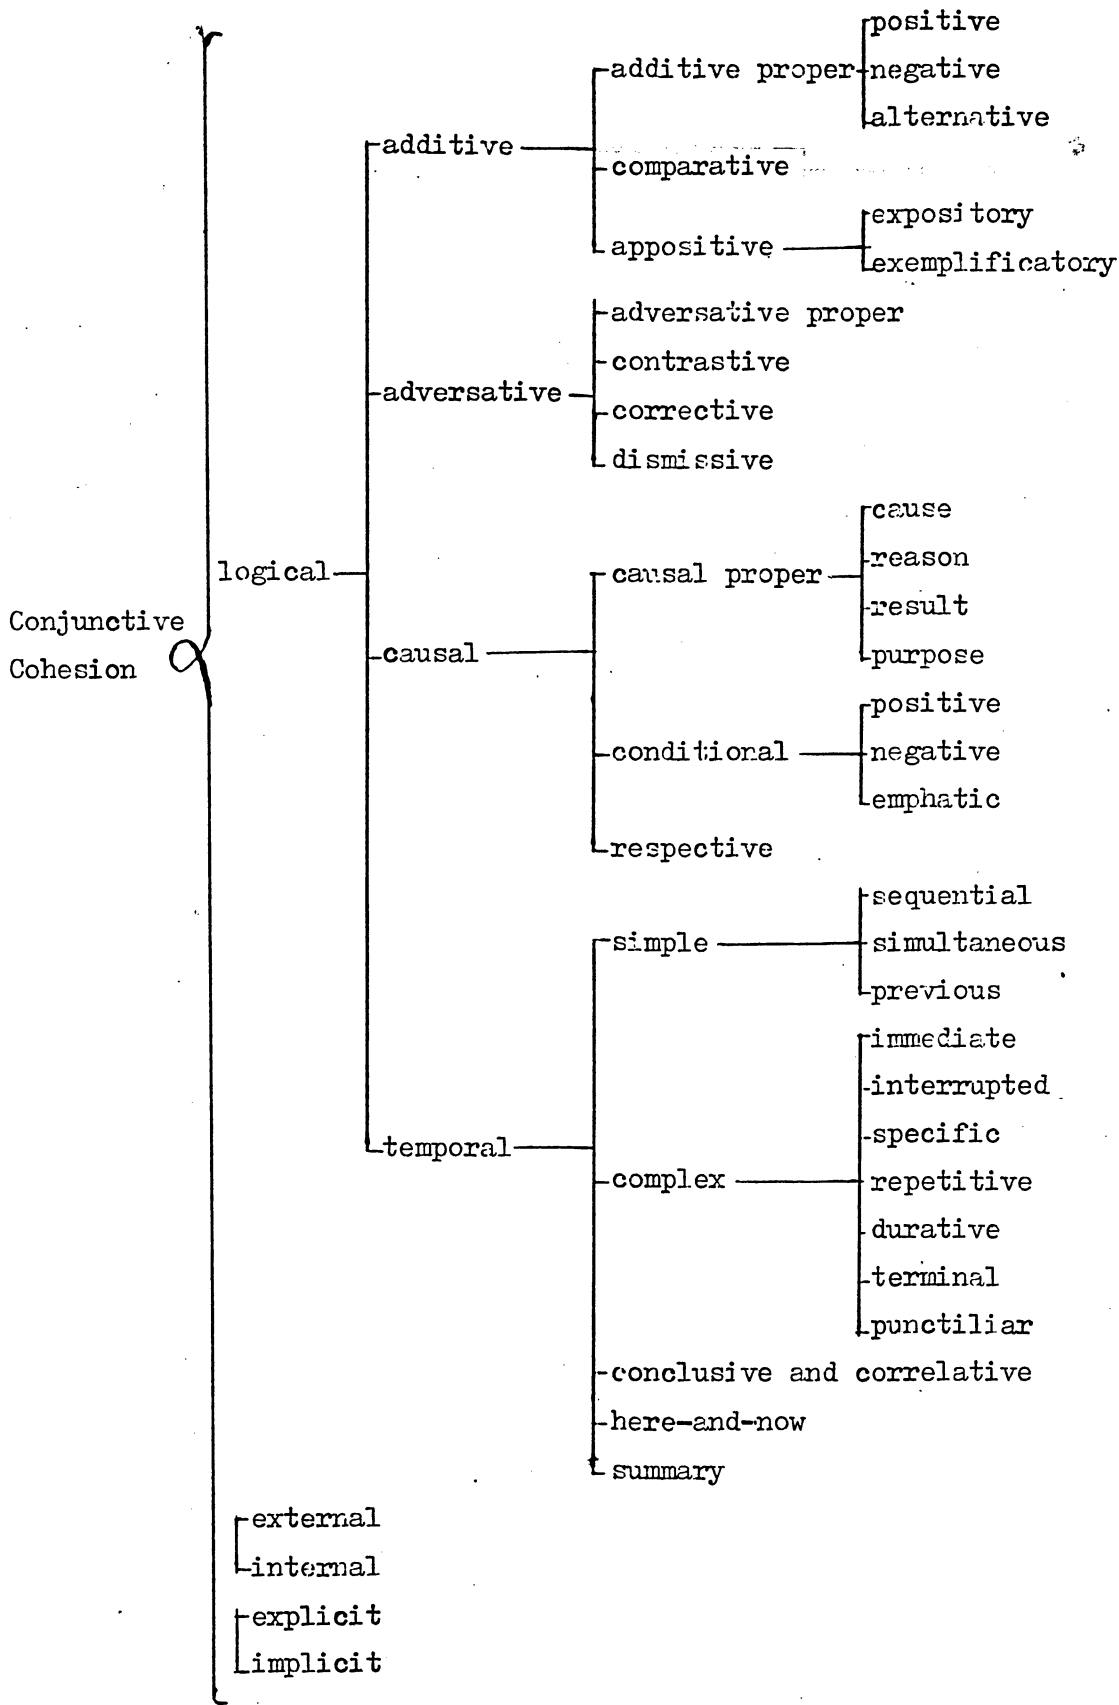 positive
additive proper negative
alternative
additive
comparative
expository
appositive
exemplificatory
adversative proper
contrastive
adversative
corrective
dismissive
cause
reason
logical causal proper
result
Conjunctive
causal purpose
Cohesion
positive
conditional negative
emphatic
respective
sequential
simple simultaneous
previous
immediate
interrupted
specific
temporal
complex repetitive
durative
terminal
punctiliar
conclusive and correlative
here-and-now
summary
external
internal
explicit
implicit